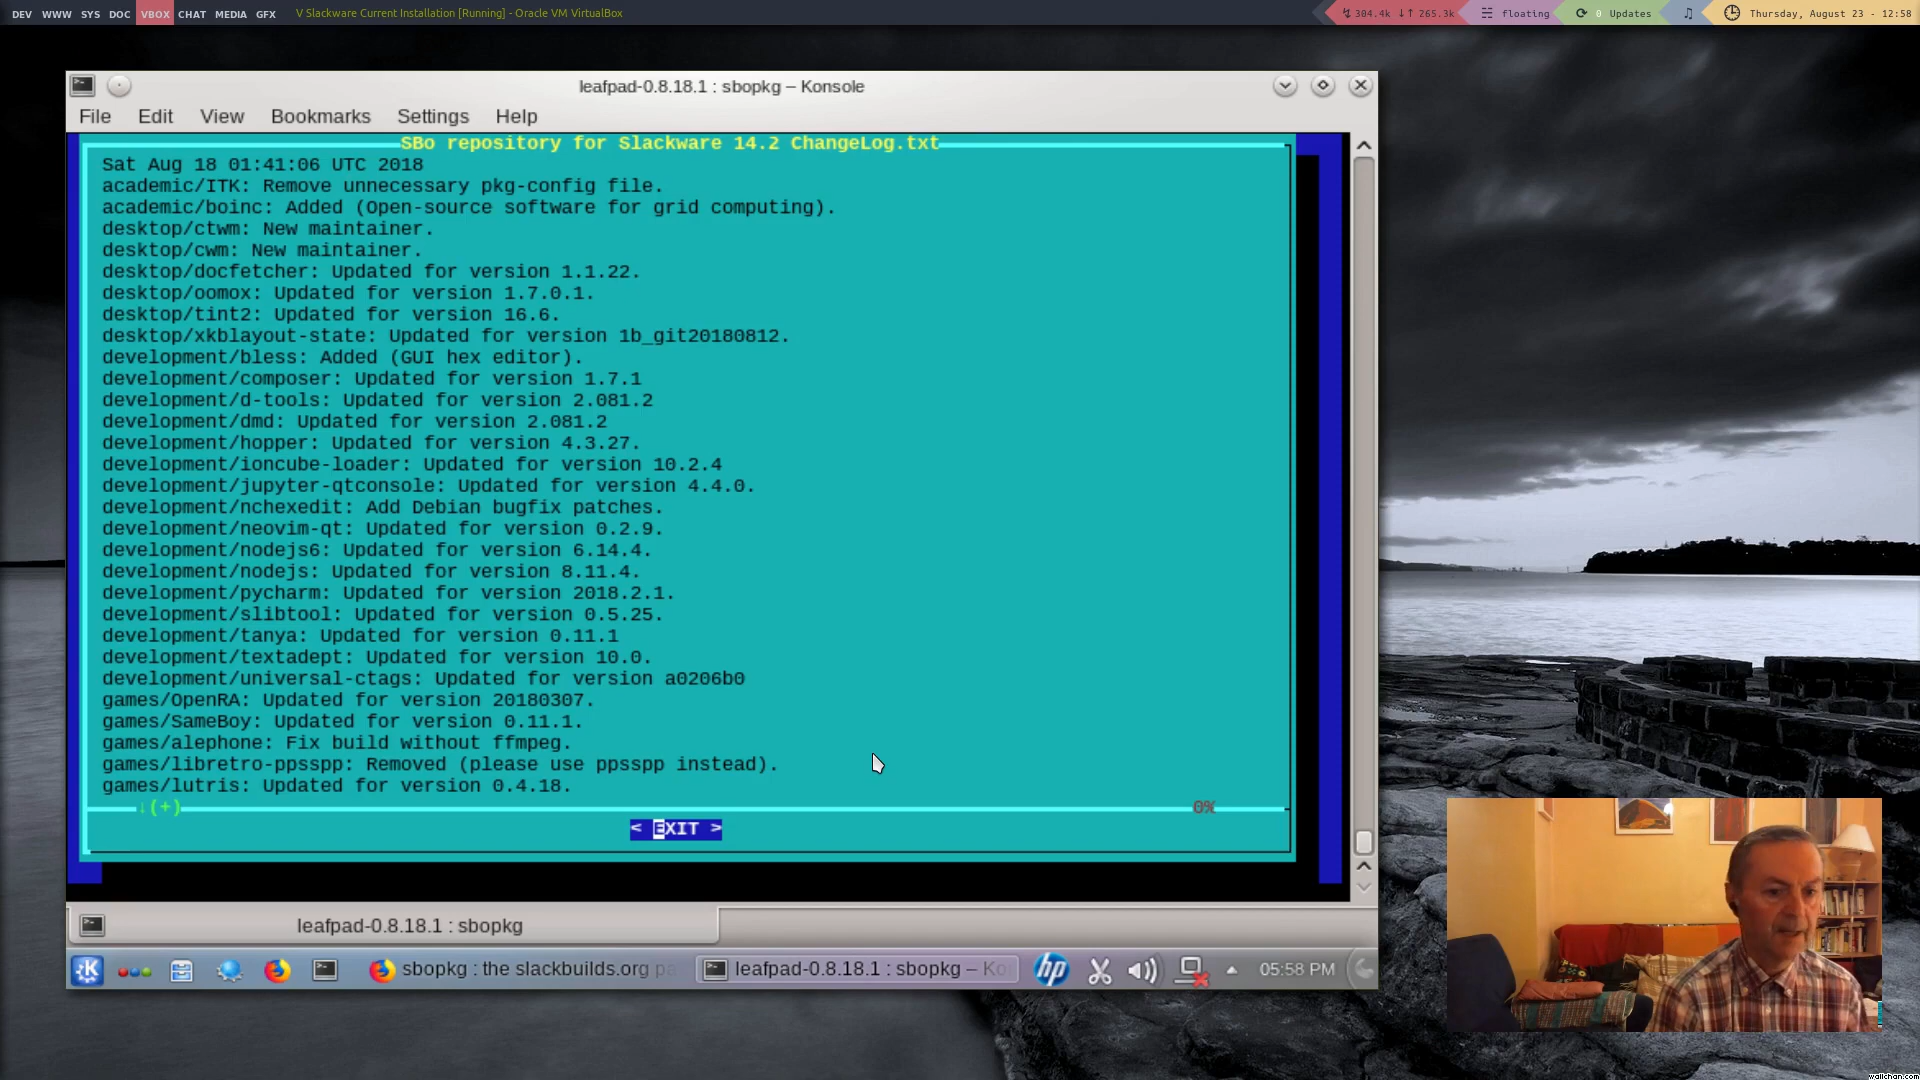 DEV WWW SYS DOC VBOX CHAT MEDIA GFX V Slackware Current Installation [Running] - Oracle VM VirtualBox 304.4k ↓↑ 265.3k floating 0 Updates Thursday, August 23 - 12:58
leafpad-0.8.18.1 : sbopkg – Konsole
File Edit View Bookmarks Settings Help
SBo repository for Slackware 14.2 ChangeLog.txt
Sat Aug 18 01:41:06 UTC 2018
academic/ITK: Remove unnecessary pkg-config file.
academic/boinc: Added (Open-source software for grid computing).
desktop/ctwm: New maintainer.
desktop/cwm: New maintainer.
desktop/docfetcher: Updated for version 1.1.22.
desktop/oomox: Updated for version 1.7.0.1.
desktop/tint2: Updated for version 16.6.
desktop/xkblayout-state: Updated for version 1b_git20180812.
development/bless: Added (GUI hex editor).
development/composer: Updated for version 1.7.1
development/d-tools: Updated for version 2.081.2
development/dmd: Updated for version 2.081.2
development/hopper: Updated for version 4.3.27.
development/ioncube-loader: Updated for version 10.2.4
development/jupyter-qtconsole: Updated for version 4.4.0.
development/nchexedit: Add Debian bugfix patches.
development/neovim-qt: Updated for version 0.2.9.
development/nodejs6: Updated for version 6.14.4.
development/nodejs: Updated for version 8.11.4.
development/pycharm: Updated for version 2018.2.1.
development/slibtool: Updated for version 0.5.25.
development/tanya: Updated for version 0.11.1
development/textadept: Updated for version 10.0.
development/universal-ctags: Updated for version a0206b0
games/OpenRA: Updated for version 20180307.
games/SameBoy: Updated for version 0.11.1.
games/alephone: Fix build without ffmpeg.
games/libretro-ppsspp: Removed (please use ppsspp instead).
games/lutris: Updated for version 0.4.18.
↓(+) 0%
< EXIT >
leafpad-0.8.18.1 : sbopkg
sbopkg : the slackbuilds.org pa leafpad-0.8.18.1 : sbopkg – Ko hp 05:58 PM
wallchan.com